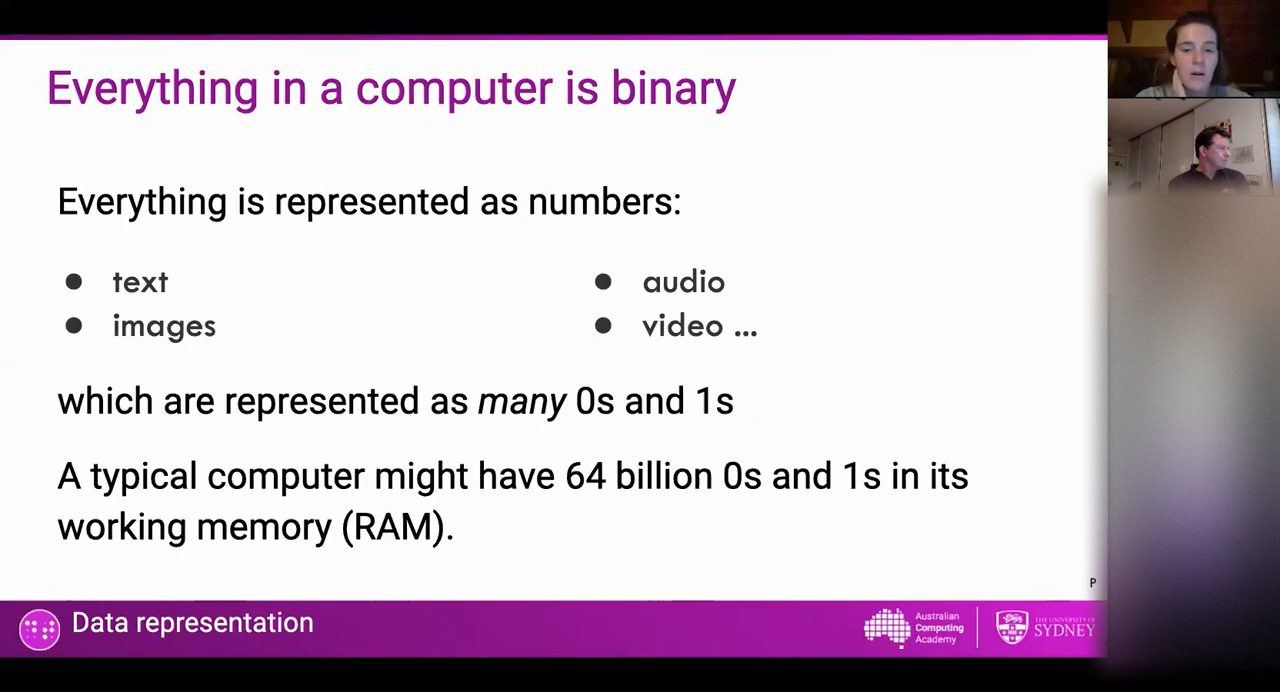 Everything in a computer is binary
Everything is represented as numbers:
● text
● images
● audio
● video ...
which are represented as many 0s and 1s
A typical computer might have 64 billion 0s and 1s in its
working memory (RAM).
P
Data representation
Australian
Computing
Academy
THE UNIVERSITY OF
SYDNEY